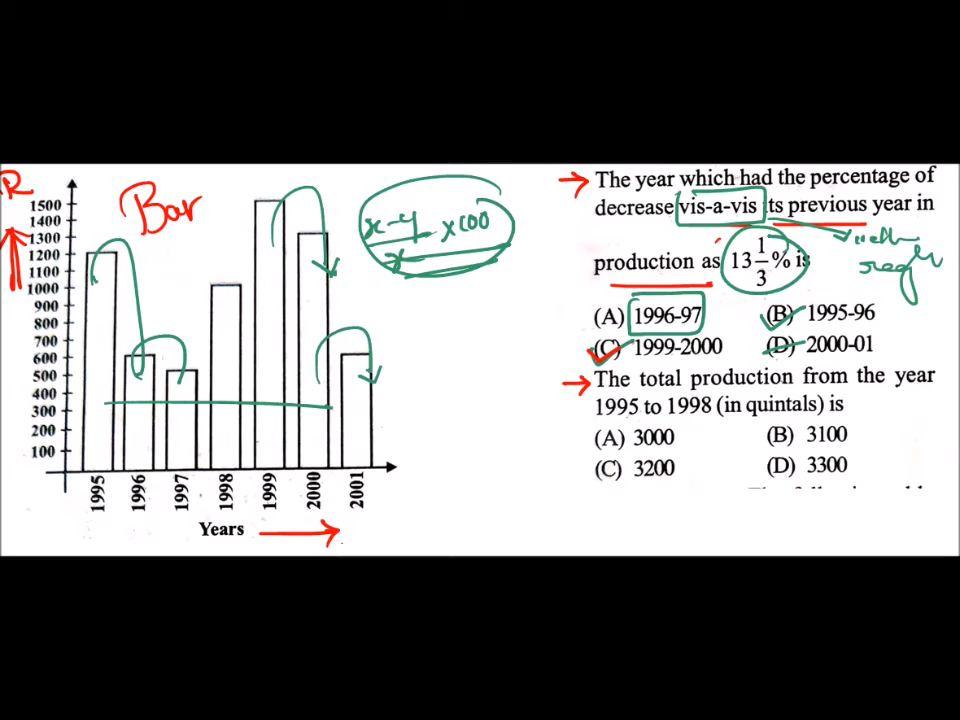 R
Bar
1500
1400
1300
1200
1100
1000
900
800
700
600
500
400
300
200
100
1995
1996
1997
1998
1999
2000
2001
Years
x-y
x
×100
The year which had the percentage of
decrease vis-a-vis its previous year in
production as 13 1/3 % is
(A) 1996-97 (B) 1995-96
(C) 1999-2000 (D) 2000-01
The total production from the year
1995 to 1998 (in quintals) is
(A) 3000 (B) 3100
(C) 3200 (D) 3300